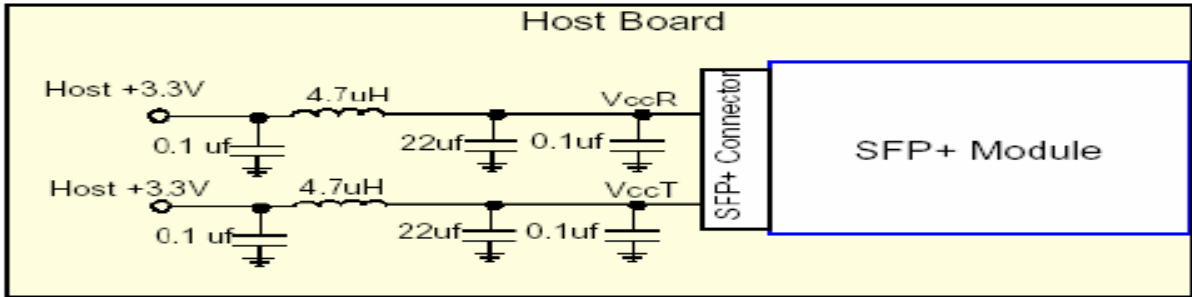 Host Board
Host +3.3V
4.7uH
VccR
0.1 uf
22uf
0.1uf
Host +3.3V
4.7uH
VccT
0.1 uf
22uf
0.1uf
SFP+ Connector
SFP+ Module